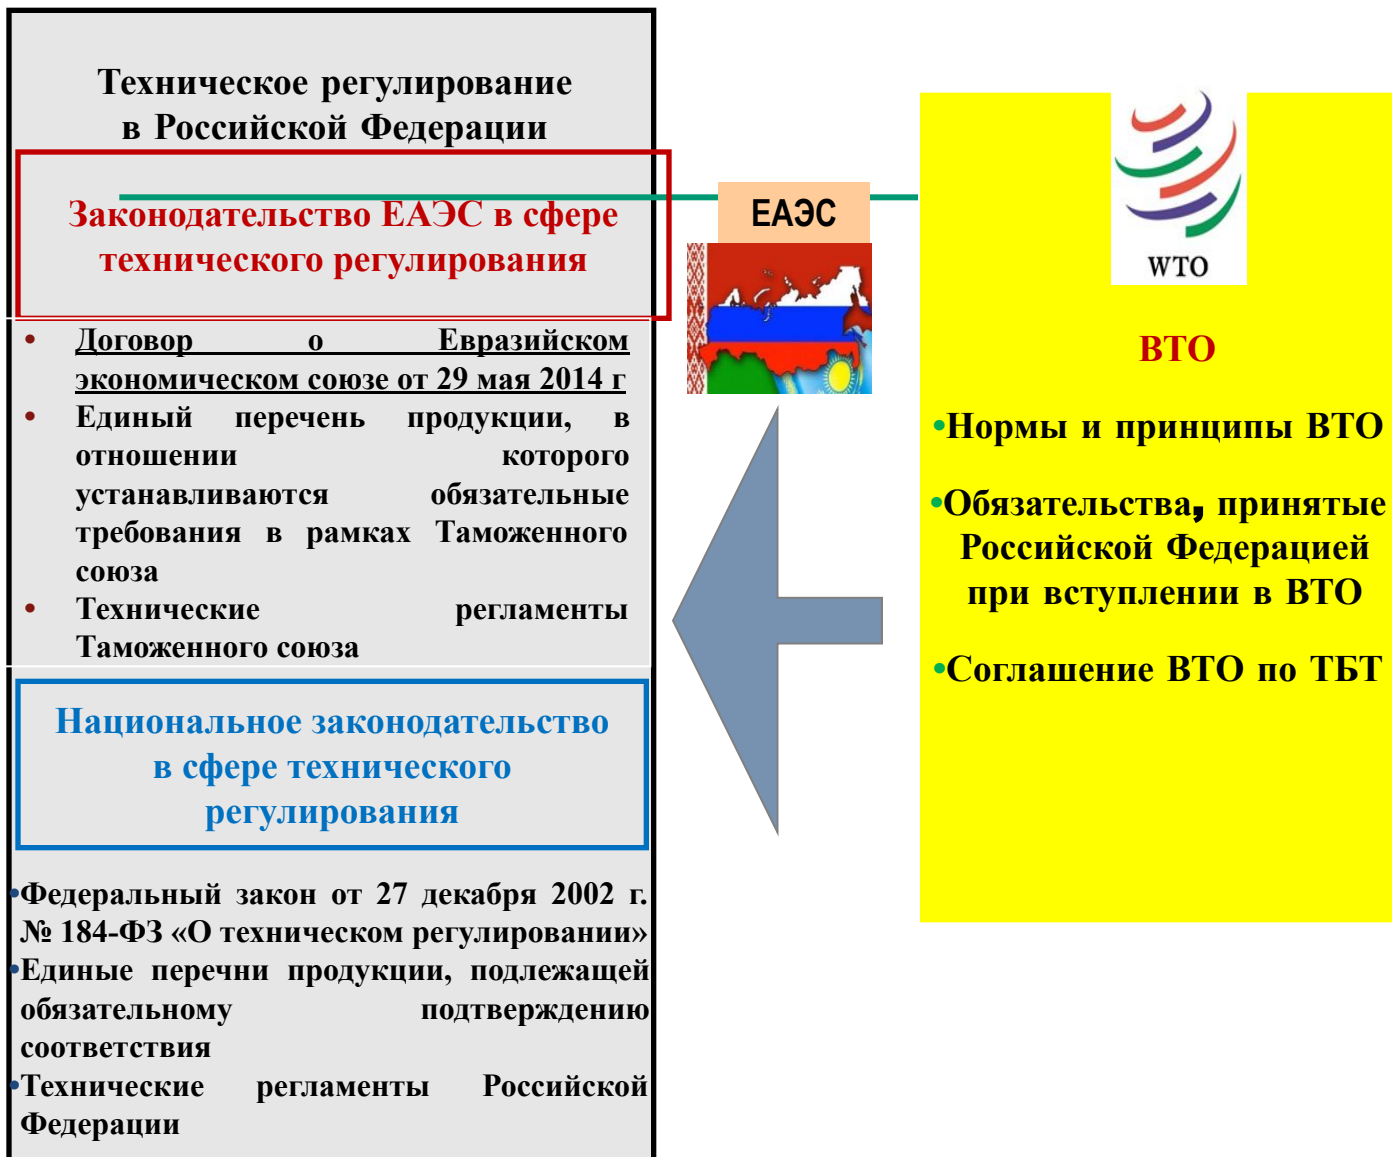 Техническое регулирование
в Российской Федерации
Законодательство ЕАЭС в сфере
технического регулирования
• Договор о Евразийском
экономическом союзе от 29 мая 2014 г
• Единый перечень продукции, в
отношении которого
устанавливаются обязательные
требования в рамках Таможенного
союза
• Технические регламенты
Таможенного союза
Национальное законодательство
в сфере технического
регулирования
•Федеральный закон от 27 декабря 2002 г.
№ 184-ФЗ «О техническом регулировании»
•Единые перечни продукции, подлежащей
обязательному подтверждению
соответствия
•Технические регламенты Российской
Федерации
ЕАЭС
WTO
ВТО
•Нормы и принципы ВТО
•Обязательства, принятые
Российской Федерацией
при вступлении в ВТО
•Соглашение ВТО по ТБТ